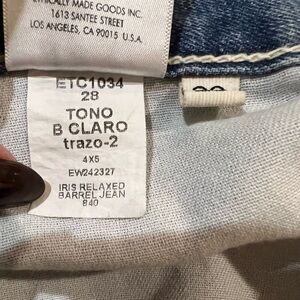 ETHICALLY MADE GOODS INC.
1613 SANTEE STREET
LOS ANGELES, CA 90015 U.S.A.
ETC1034
28
TONO
B CLARO
trazo-2
4X5
EW242327
IRIS RELAXED
BARREL JEAN
840